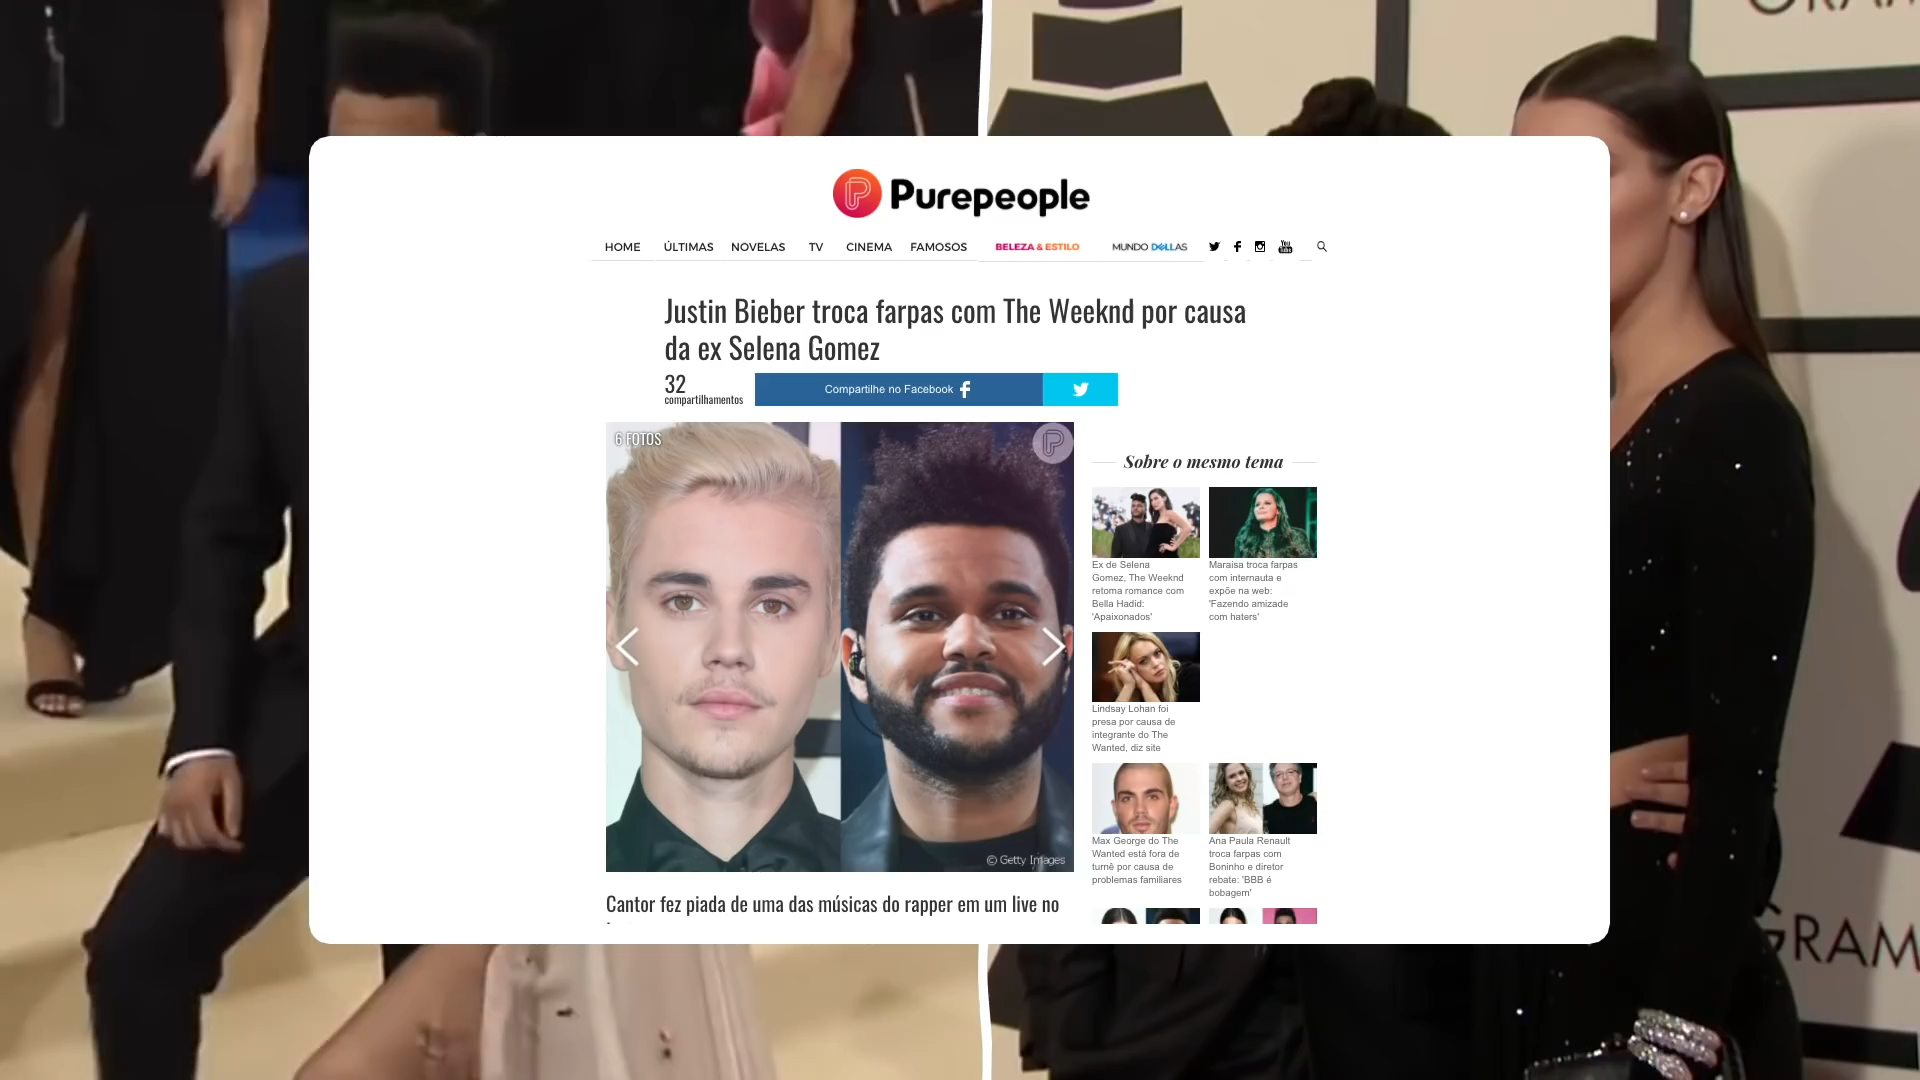 GRAM
Purepeople
HOME ÚLTIMAS NOVELAS TV CINEMA FAMOSOS BELEZA & ESTILO MUNDO DOLLAS
Justin Bieber troca farpas com The Weeknd por causa
da ex Selena Gomez
32
compartilhamentos
Compartilhe no Facebook
6 FOTOS
© Getty Images
Cantor fez piada de uma das músicas do rapper em um live no
Sobre o mesmo tema
Ex de Selena
Gomez, The Weeknd
retoma romance com
Bella Hadid:
'Apaixonados'
Maraisa troca farpas
com internauta e
expõe na web:
'Fazendo amizade
com haters'
Lindsay Lohan foi
presa por causa de
integrante do The
Wanted, diz site
Max George do The
Wanted está fora de
turnê por causa de
problemas familiares
Ana Paula Renault
troca farpas com
Boninho e diretor
rebate: 'BBB é
bobagem'
GRAM